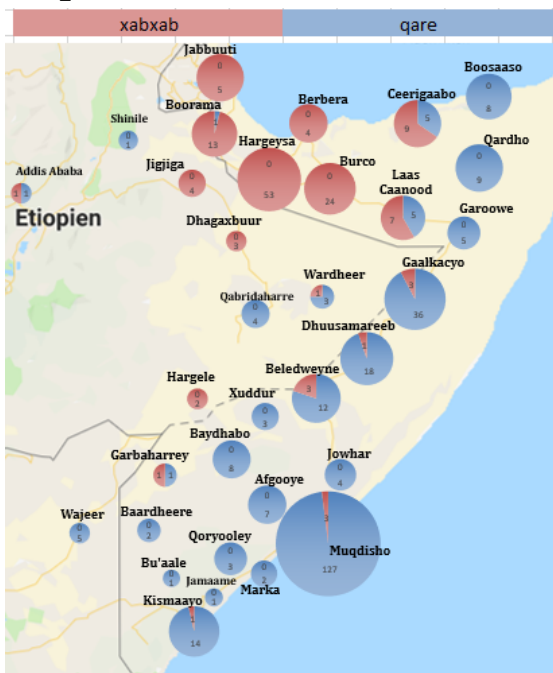 xabxab qare
Jabbuuti
0
5
Boosaaso
0
8
Ceerigaabo
5
9
Berbera
0
4
Boorama
1
13
Shinile
0
1
Hargeysa
0
53
Qardho
0
9
Burco
0
24
Jigjiga
0
4
Addis Ababa
1 1
Laas
Caanood
5
7
Etiopien
Garoowe
0
5
Dhagaxbuur
0
3
Gaalkacyo
3
36
Wardheer
1
3
Qabridaharre
0
4
Dhuusamareeb
1
18
Beledweyne
3
12
Hargele
0
2
Xuddur
0
3
Baydhabo
0
8
Garbaharrey
1 1
Jowhar
0
4
Afgooye
0
7
Muqdisho
3
127
Wajeer
0
5
Baardheere
0
2
Qoryooley
0
3
Bu'aale
0
1
Marka
0
2
Jamaame
0
1
Kismaayo
1
14